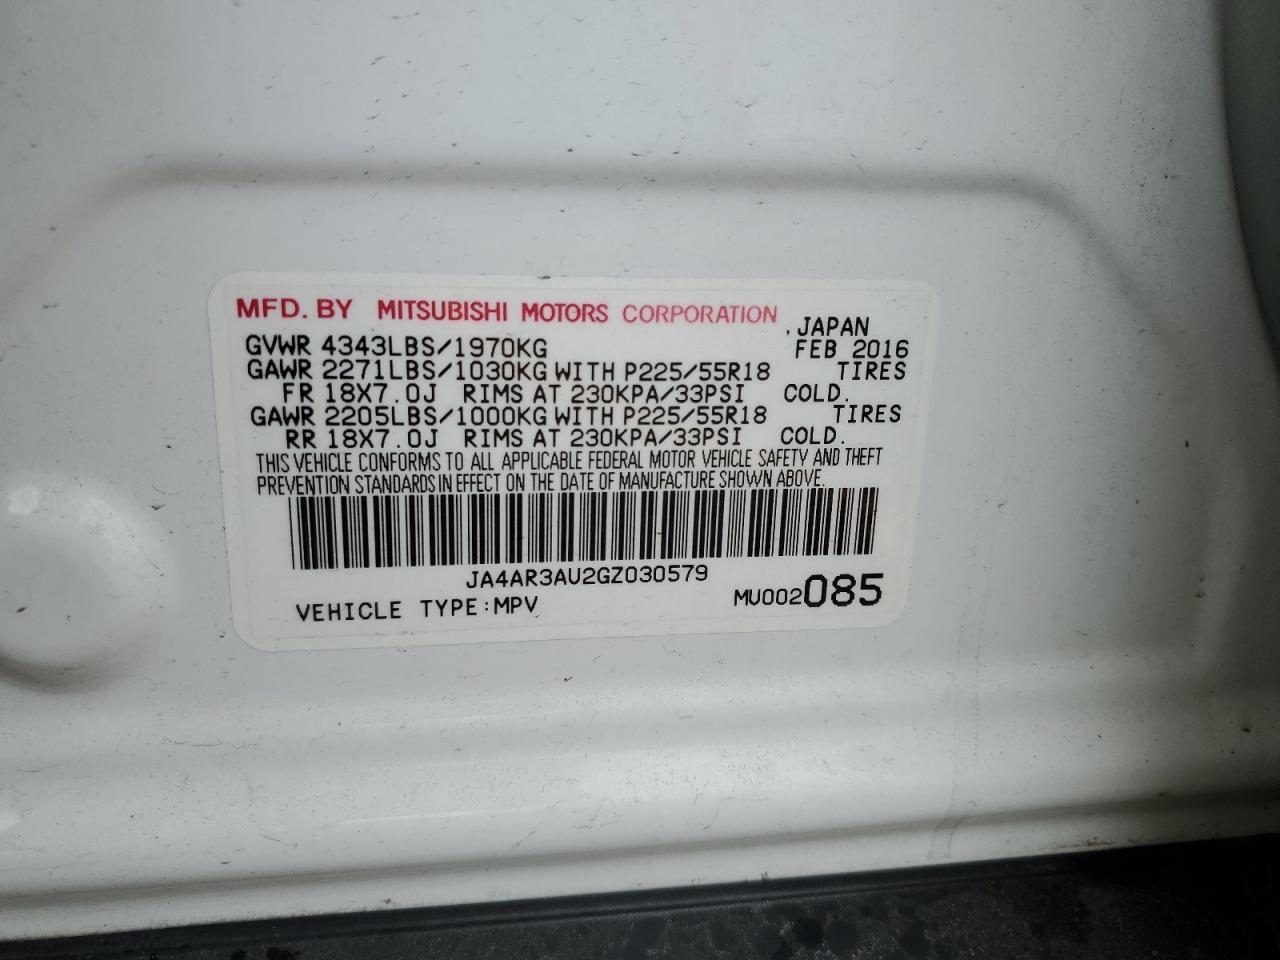 MFD. BY MITSUBISHI MOTORS CORPORATION
. JAPAN
GVWR 4343LBS/1970KG FEB 2016
GAWR 2271LBS/1030KG WITH P225/55R18 TIRES
FR 18X7.0J RIMS AT 230KPA/33PSI COLD.
GAWR 2205LBS/1000KG WITH P225/55R18 TIRES
RR 18X7.0J RIMS AT 230KPA/33PSI COLD.
THIS VEHICLE CONFORMS TO ALL APPLICABLE FEDERAL MOTOR VEHICLE SAFETY AND THEFT
PREVENTION STANDARDS IN EFFECT ON THE DATE OF MANUFACTURE SHOWN ABOVE.
JA4AR3AU2GZ030579
VEHICLE TYPE:MPV MU002085